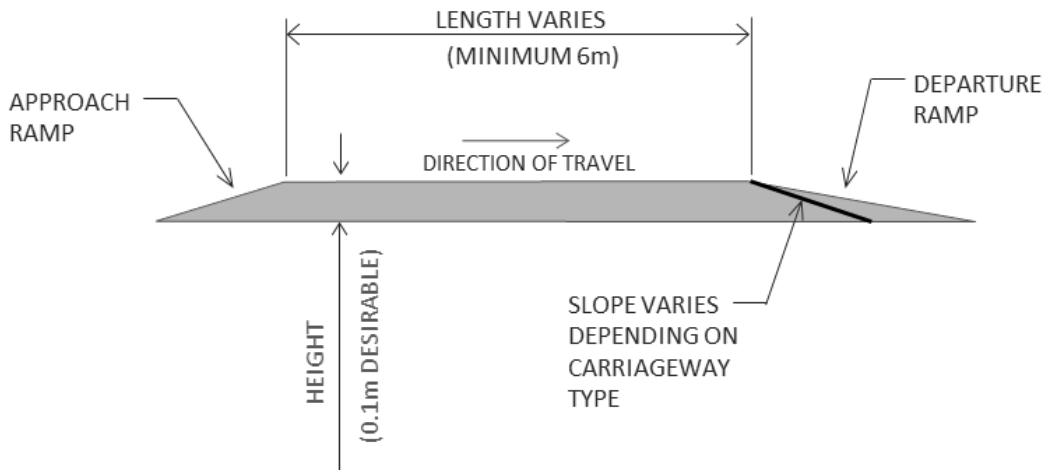 LENGTH VARIES
(MINIMUM 6m)
APPROACH
RAMP
DEPARTURE
RAMP
DIRECTION OF TRAVEL
HEIGHT
(0.1m DESIRABLE)
SLOPE VARIES
DEPENDING ON
CARRIAGEWAY
TYPE